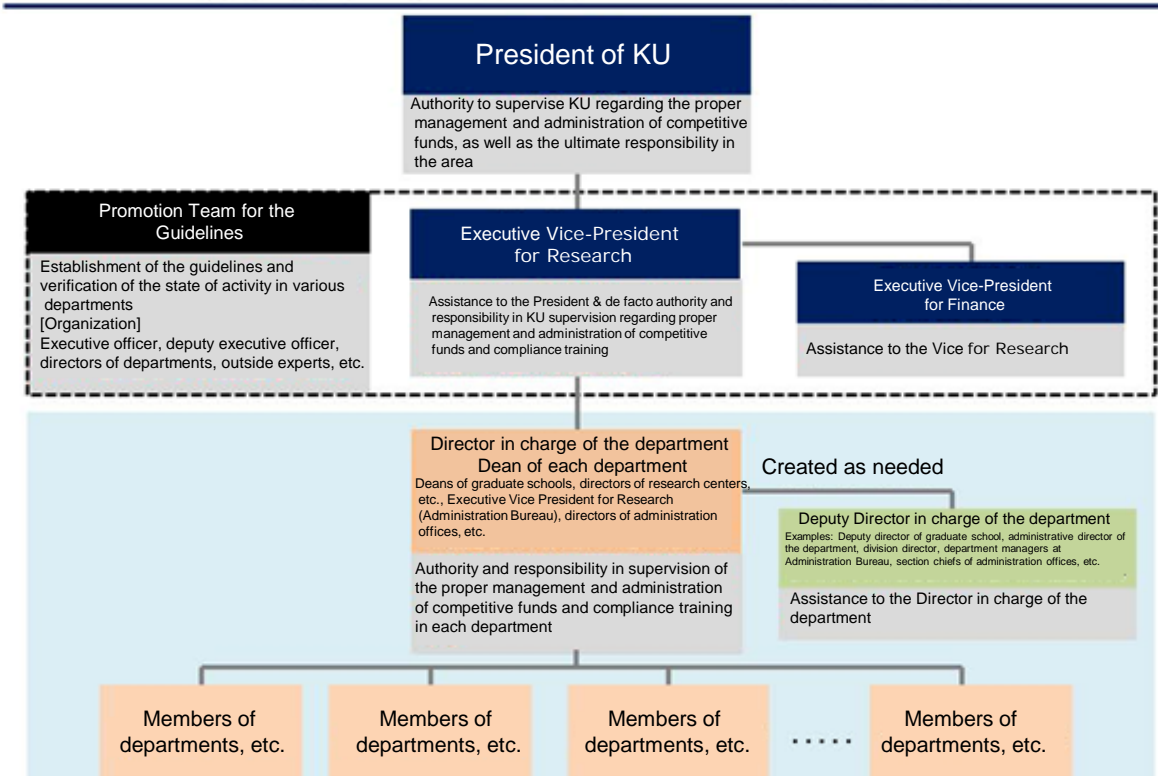 President of KU
Authority to supervise KU regarding the proper
management and administration of competitive
funds, as well as the ultimate responsibility in
the area
Promotion Team for the
Guidelines
Establishment of the guidelines and
verification of the state of activity in various
departments
[Organization]
Executive officer, deputy executive officer,
directors of departments, outside experts, etc.
Executive Vice-President
for Research
Assistance to the President & de facto authority and
responsibility in KU supervision regarding proper
management and administration of competitive
funds and compliance training
Executive Vice-President
for Finance
Assistance to the Vice for Research
Director in charge of the department
Dean of each department
Deans of graduate schools, directors of research centers,
etc., Executive Vice President for Research
(Administration Bureau), directors of administration
offices, etc.
Authority and responsibility in supervision of
the proper management and administration
of competitive funds and compliance training
in each department
Created as needed
Deputy Director in charge of the department
Examples: Deputy director of graduate school, administrative director of
the department, division director, department managers at
Administration Bureau, section chiefs of administration offices, etc.
Assistance to the Director in charge of the
department
Members of
departments, etc.
Members of
departments, etc.
Members of
departments, etc.
.....
Members of
departments, etc.